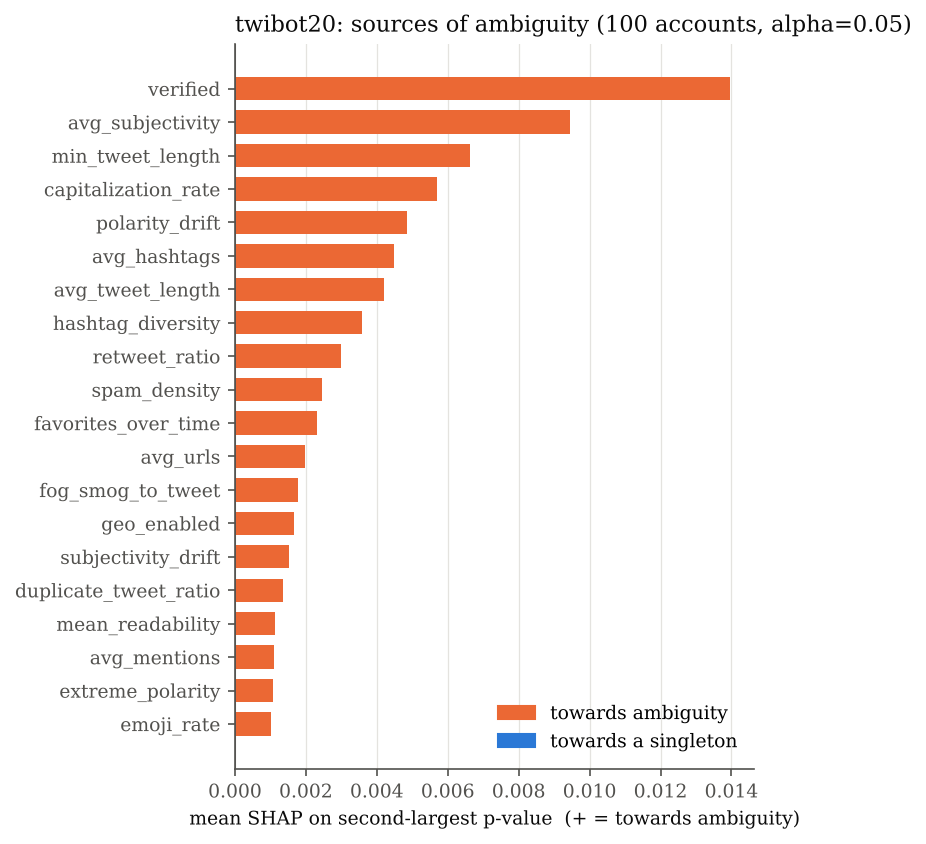 twibot20: sources of ambiguity (100 accounts, alpha=0.05)
verified
avg_subjectivity
min_tweet_length
capitalization_rate
polarity_drift
avg_hashtags
avg_tweet_length
hashtag_diversity
retweet_ratio
spam_density
favorites_over_time
avg_urls
fog_smog_to_tweet
geo_enabled
subjectivity_drift
duplicate_tweet_ratio
mean_readability
avg_mentions
extreme_polarity
emoji_rate
towards ambiguity
towards a singleton
0.000 0.002 0.004 0.006 0.008 0.010 0.012 0.014
mean SHAP on second-largest p-value (+ = towards ambiguity)